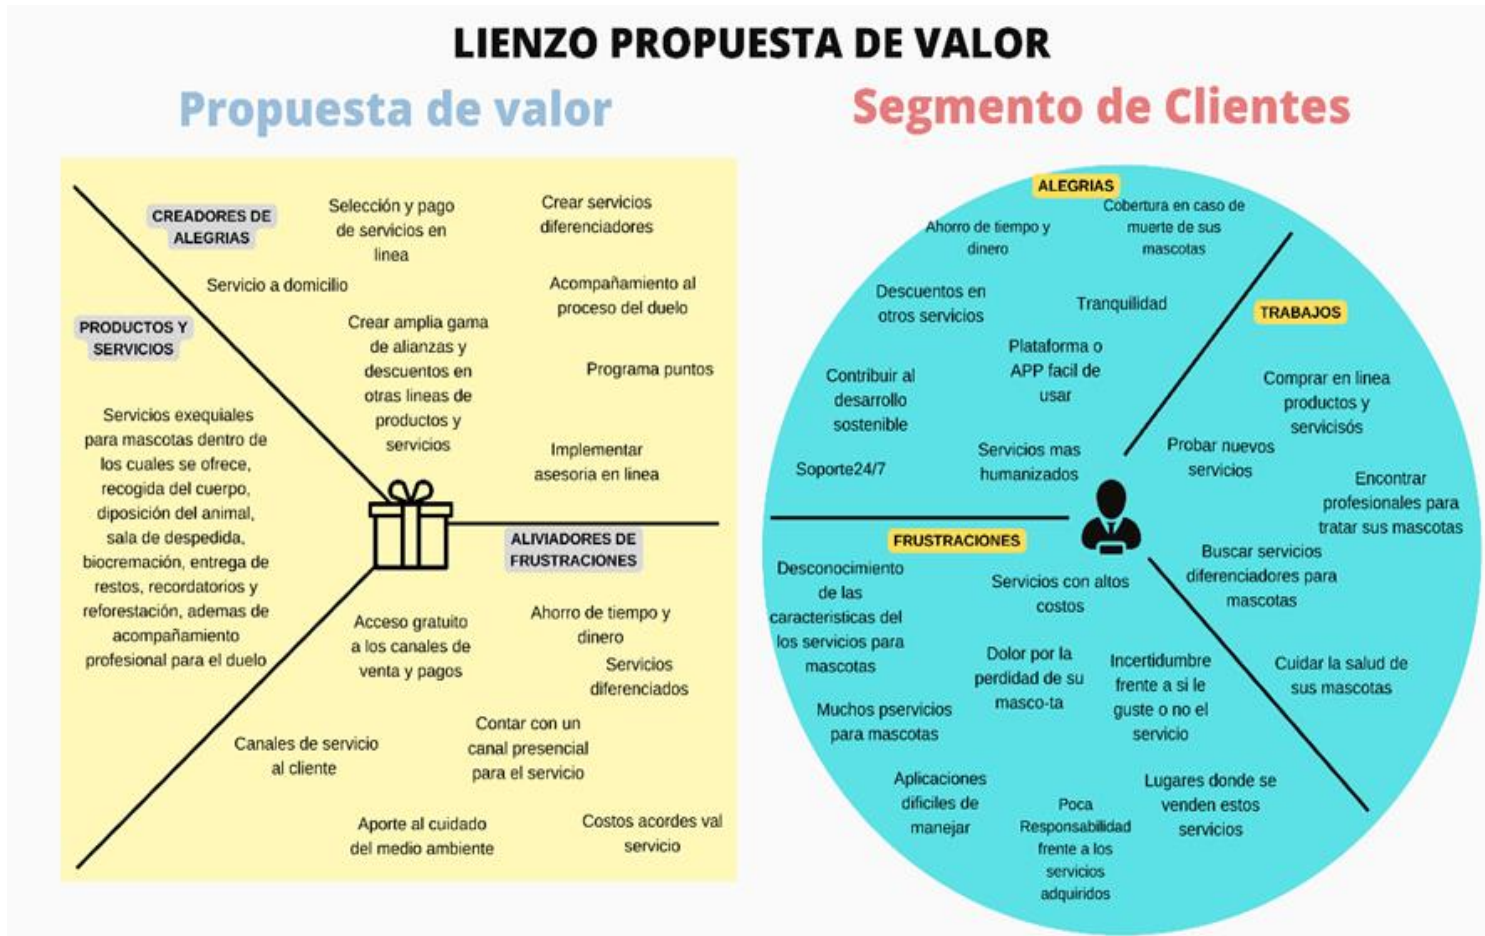 LIENZO PROPUESTA DE VALOR
Propuesta de valor
CREADORES DE
ALEGRIAS
Selección y pago
de servicios en
linea
Crear servicios
diferenciadores
Servicio a domicilio
Acompañamiento al
proceso del duelo
Crear amplia gama
de alianzas y
descuentos en
otras lineas de
productos y
servicios
Programa puntos
Implementar
asesoria en linea
PRODUCTOS Y
SERVICIOS
Servicios exequiales
para mascotas dentro de
los cuales se ofrece,
recogida del cuerpo,
diposición del animal,
sala de despedida,
biocremación, entrega de
restos, recordatorios y
reforestación, ademas de
acompañamiento
profesional para el duelo
ALIVIADORES DE
FRUSTRACIONES
Acceso gratuito
a los canales de
venta y pagos
Ahorro de tiempo y
dinero
Servicios
diferenciados
Canales de servicio
al cliente
Contar con un
canal presencial
para el servicio
Aporte al cuidado
del medio ambiente
Costos acordes val
servicio
Segmento de Clientes
ALEGRIAS
Ahorro de tiempo y
dinero
Cobertura en caso de
muerte de sus
mascotas
Descuentos en
otros servicios
Tranquilidad
Plataforma o
APP facil de
usar
Contribuir al
desarrollo
sostenible
Servicios mas
humanizados
Soporte24/7
TRABAJOS
Comprar en linea
productos y
servicisós
Probar nuevos
servicios
Encontrar
profesionales para
tratar sus mascotas
Buscar servicios
diferenciadores para
mascotas
Cuidar la salud de
sus mascotas
FRUSTRACIONES
Desconocimiento
de las
caracteristicas del
los servicios para
mascotas
Servicios con altos
costos
Dolor por la
perdidad de su
masco-ta
Incertidumbre
frente a si le
guste o no el
servicio
Muchos pservicios
para mascotas
Aplicaciones
dificiles de
manejar
Poca
Responsabilidad
frente a los
servicios
adquiridos
Lugares donde se
venden estos
servicios